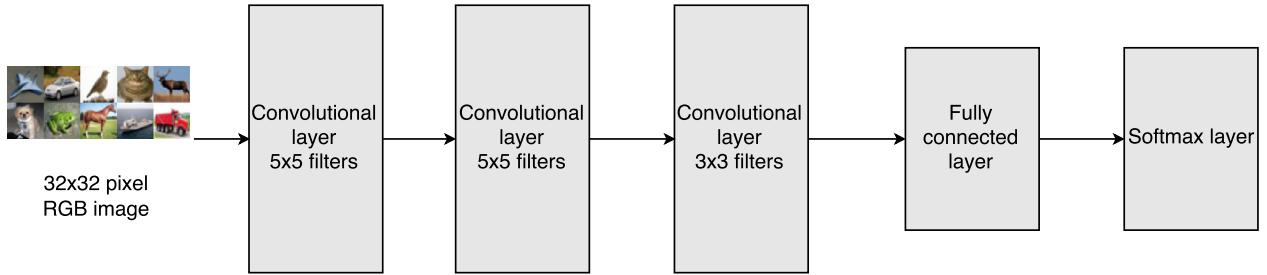 32x32 pixel
RGB image
Convolutional
layer
5x5 filters
Convolutional
layer
5x5 filters
Convolutional
layer
3x3 filters
Fully
connected
layer
Softmax layer